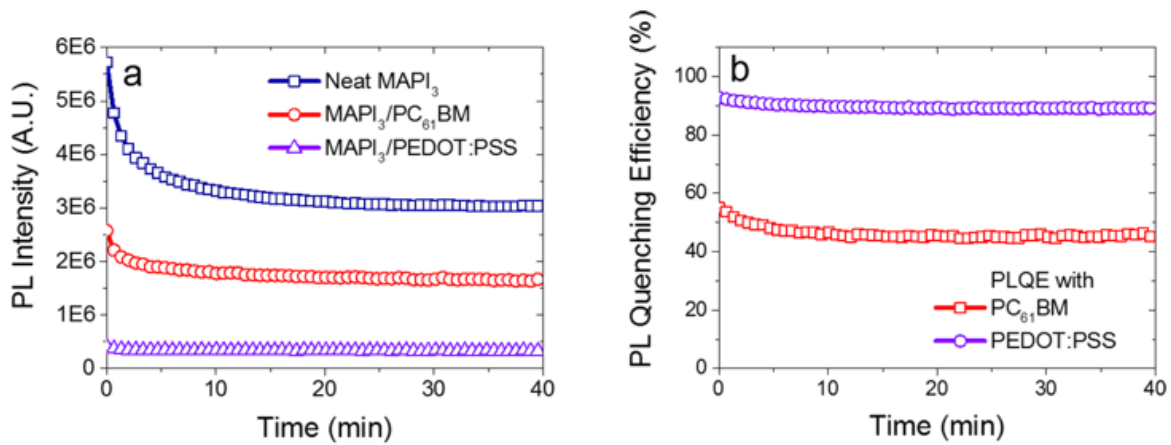 6E6
5E6
4E6
3E6
2E6
1E6
0
PL Intensity (A.U.)
a
Neat MAPI₃
MAPI₃/PC₆₁BM
MAPI₃/PEDOT:PSS
0 10 20 30 40
Time (min)
PL Quenching Efficiency (%)
100
80
60
40
20
0
b
PLQE with
PC₆₁BM
PEDOT:PSS
0 10 20 30 40
Time (min)